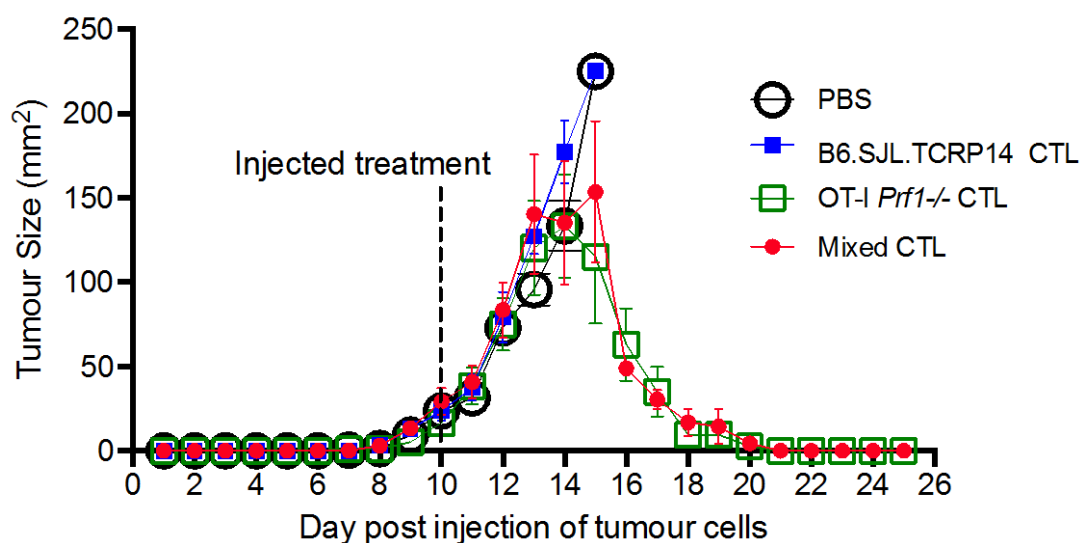 250
200
150
100
50
0
Tumour Size (mm²)
Injected treatment
PBS
B6.SJL.TCRP14 CTL
OT-I Prf1-/- CTL
Mixed CTL
0 2 4 6 8 10 12 14 16 18 20 22 24 26
Day post injection of tumour cells